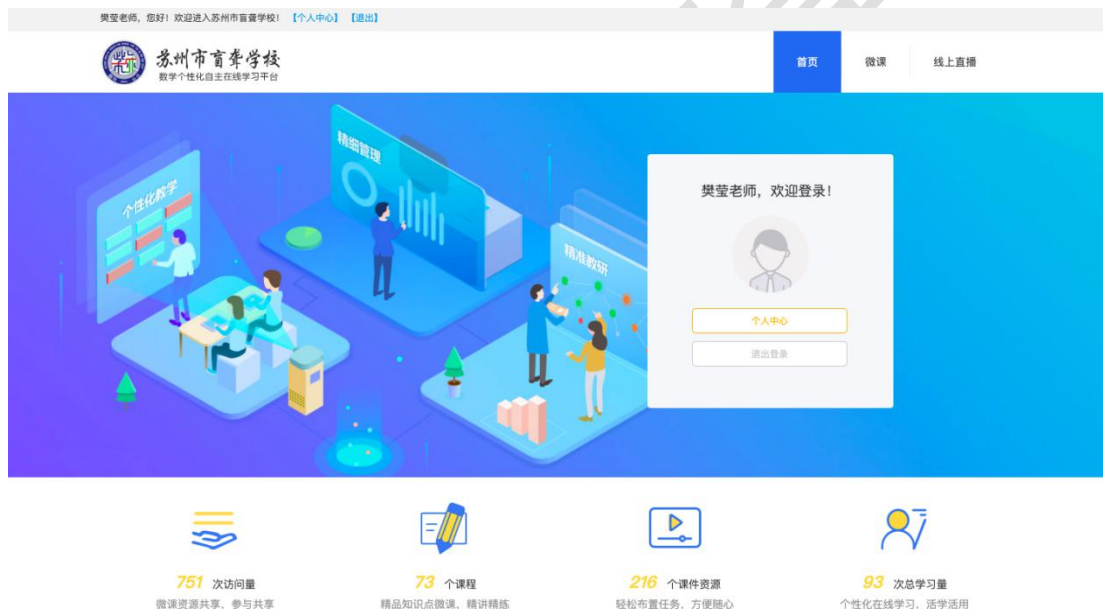 樊莹老师，您好！欢迎进入苏州市盲聋学校！ 【个人中心】 【退出】
苏州市盲聋学校
数学个性化自主在线学习平台
首页 微课 线上直播
精细管理
个性化教学
精准教研
樊莹老师，欢迎登录！
个人中心
退出登录
751 次访问量 73 个课程 216 个课件资源 93 次总学习量
微课资源共享、参与共享 精品知识点微课、精讲精练 轻松布置任务、方便随心 个性化在线学习、活学活用